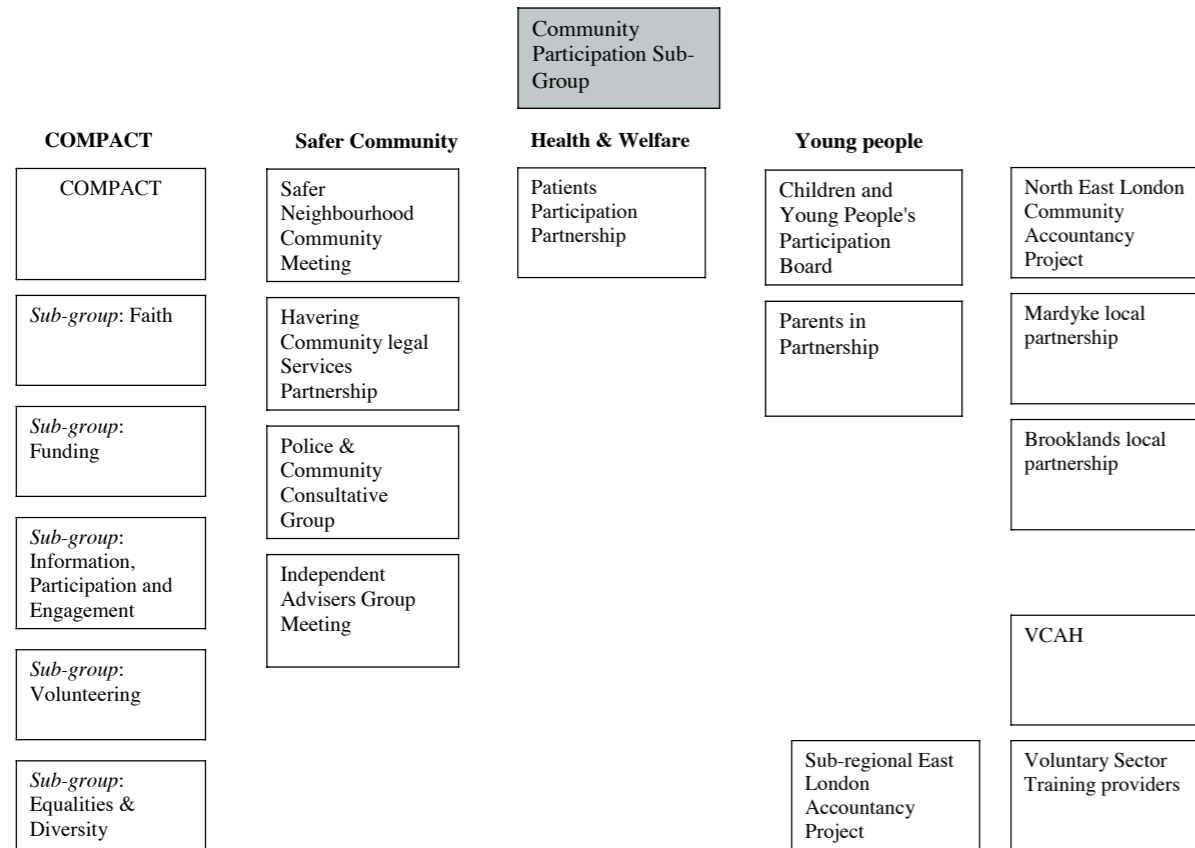 Community
Participation Sub-
Group
COMPACT
COMPACT
Sub-group: Faith
Sub-group:
Funding
Sub-group:
Information,
Participation and
Engagement
Sub-group:
Volunteering
Sub-group:
Equalities &
Diversity
Safer Community
Safer
Neighbourhood
Community
Meeting
Havering
Community legal
Services
Partnership
Police &
Community
Consultative
Group
Independent
Advisers Group
Meeting
Health & Welfare
Patients
Participation
Partnership
Young people
Children and
Young People's
Participation
Board
Parents in
Partnership
Sub-regional East
London
Accountancy
Project
North East London
Community
Accountancy
Project
Mardyke local
partnership
Brooklands local
partnership
VCAH
Voluntary Sector
Training providers